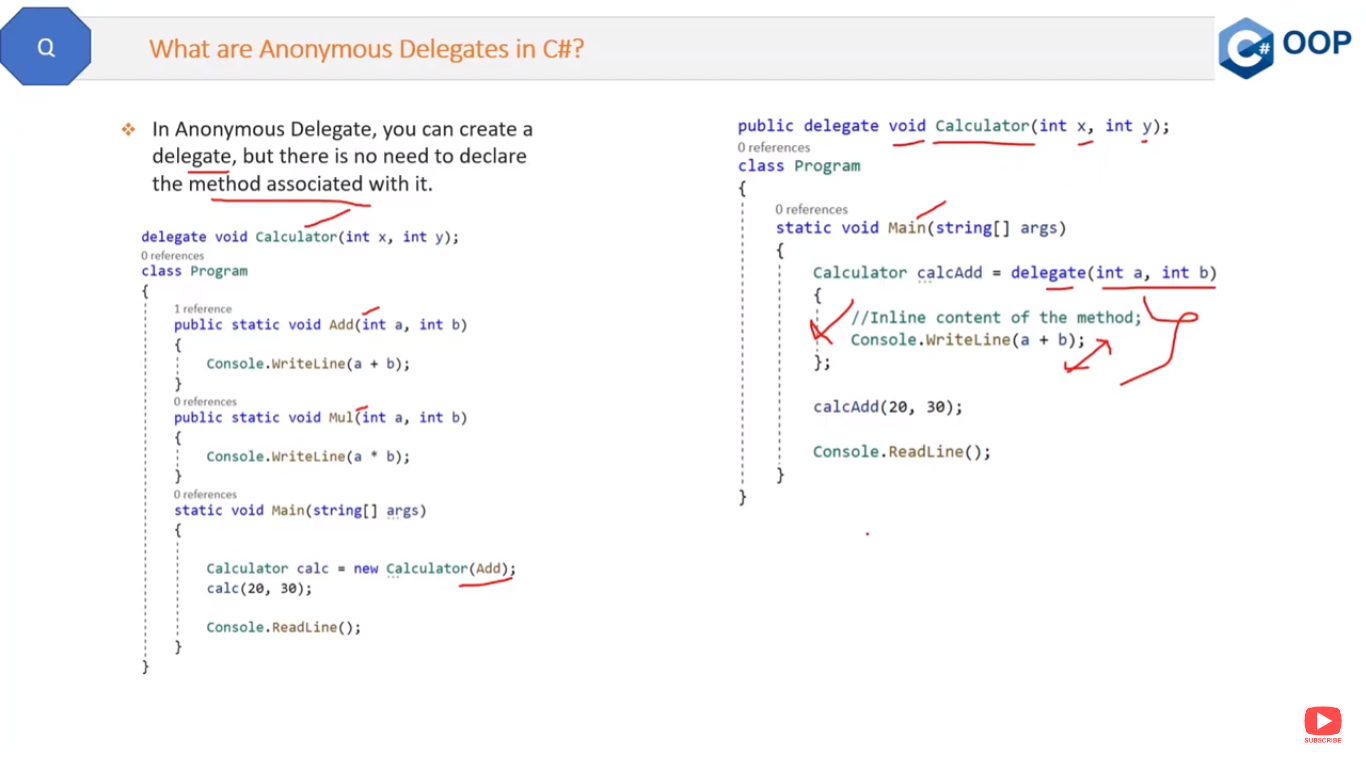 Q
What are Anonymous Delegates in C#?
C# OOP
In Anonymous Delegate, you can create a
delegate, but there is no need to declare
the method associated with it.
delegate void Calculator(int x, int y);
0 references
class Program
{
1 reference
public static void Add(int a, int b)
{
Console.WriteLine(a + b);
}
0 references
public static void Mul(int a, int b)
{
Console.WriteLine(a * b);
}
0 references
static void Main(string[] args)
{
Calculator calc = new Calculator(Add);
calc(20, 30);
Console.ReadLine();
}
}
public delegate void Calculator(int x, int y);
0 references
class Program
{
0 references
static void Main(string[] args)
{
Calculator calcAdd = delegate(int a, int b)
{
//Inline content of the method;
Console.WriteLine(a + b);
};
calcAdd(20, 30);
Console.ReadLine();
}
}
SUBSCRIBE